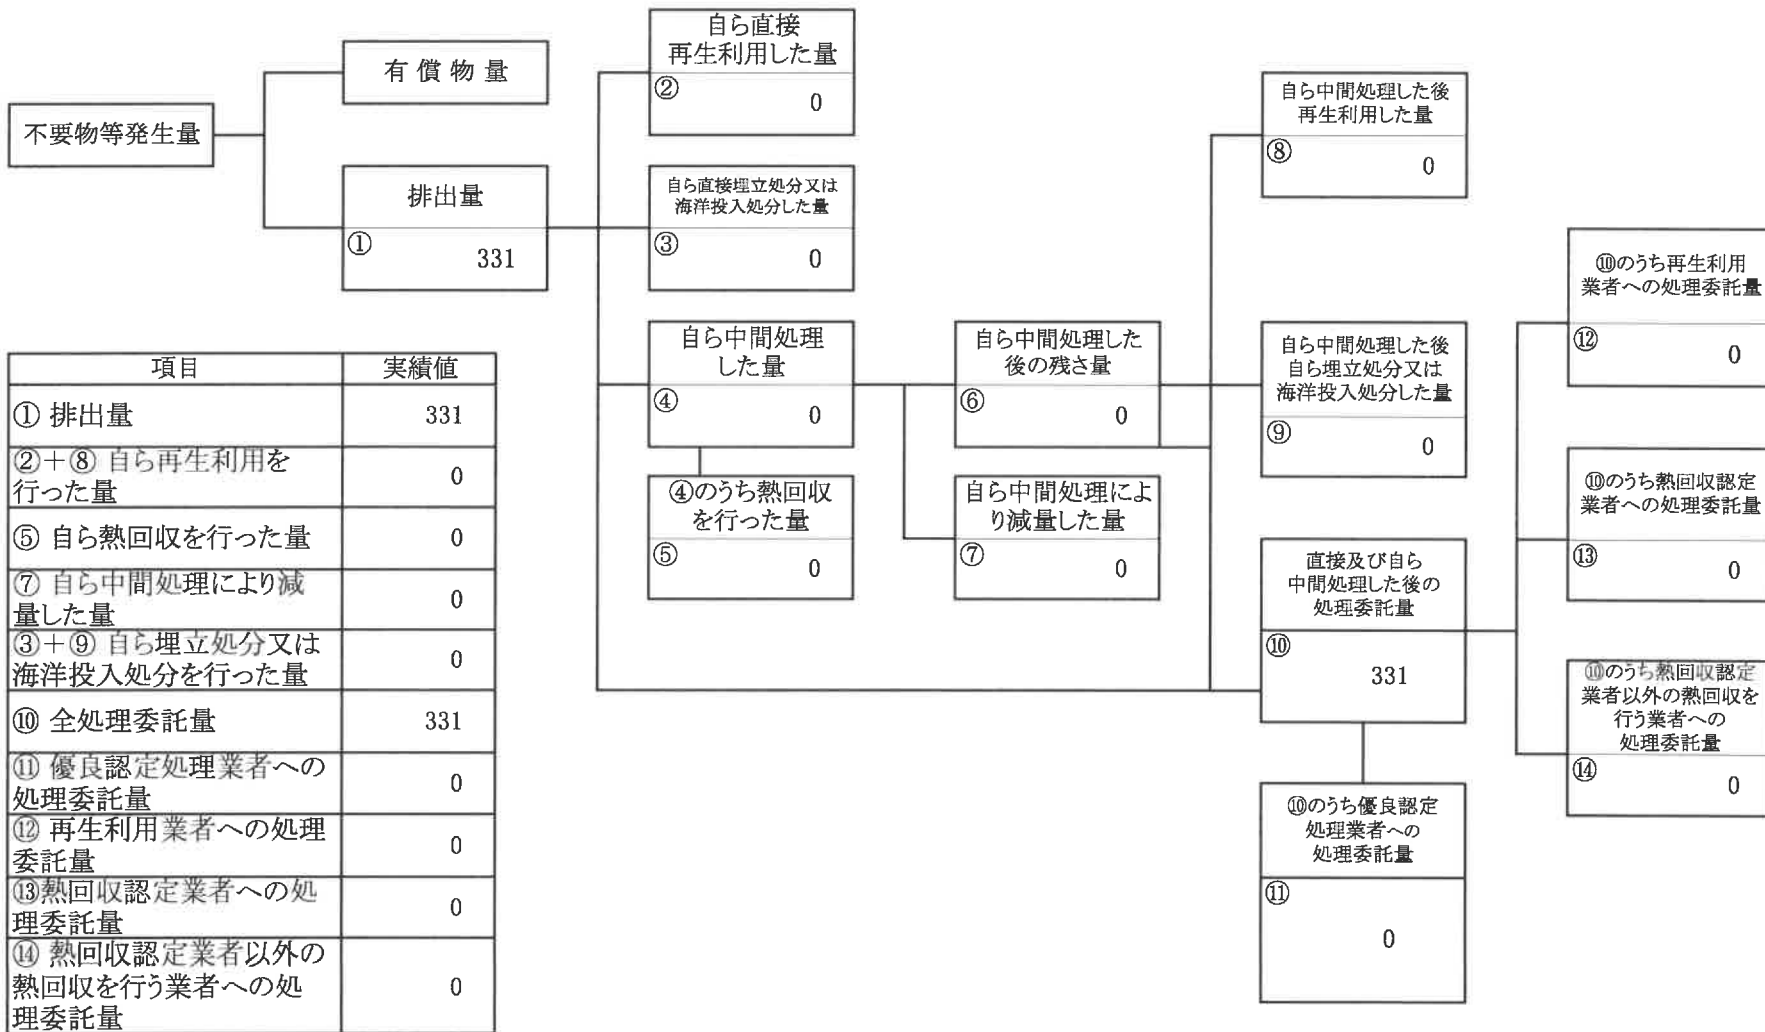 不要物等発生量
有償物量
排出量
①
331
自ら直接
再生利用した量
②
0
自ら直接埋立処分又は
海洋投入処分した量
③
0
自ら中間処理
した量
④
0
④のうち熱回収
を行った量
⑤
0
自ら中間処理した
後の残さ量
⑥
0
自ら中間処理によ
り減量した量
⑦
0
自ら中間処理した後
再生利用した量
⑧
0
自ら中間処理した後
自ら埋立処分又は
海洋投入処分した量
⑨
0
直接及び自ら
中間処理した後の
処理委託量
⑩
331
⑩のうち優良認定
処理業者への
処理委託量
⑪
0
⑩のうち再生利用
業者への処理委託量
⑫
0
⑩のうち熱回収認定
業者への処理委託量
⑬
0
⑩のうち熱回収認定
業者以外の熱回収を
行う業者への
処理委託量
⑭
0
項目 実績値
① 排出量 331
②＋⑧ 自ら再生利用を
行った量 0
⑤ 自ら熱回収を行った量 0
⑦ 自ら中間処理により減
量した量 0
③＋⑨ 自ら埋立処分又は
海洋投入処分を行った量 0
⑩ 全処理委託量 331
⑪ 優良認定処理業者への
処理委託量 0
⑫ 再生利用業者への処理
委託量 0
⑬熱回収認定業者への処
理委託量 0
⑭ 熱回収認定業者以外の
熱回収を行う業者への処
理委託量 0